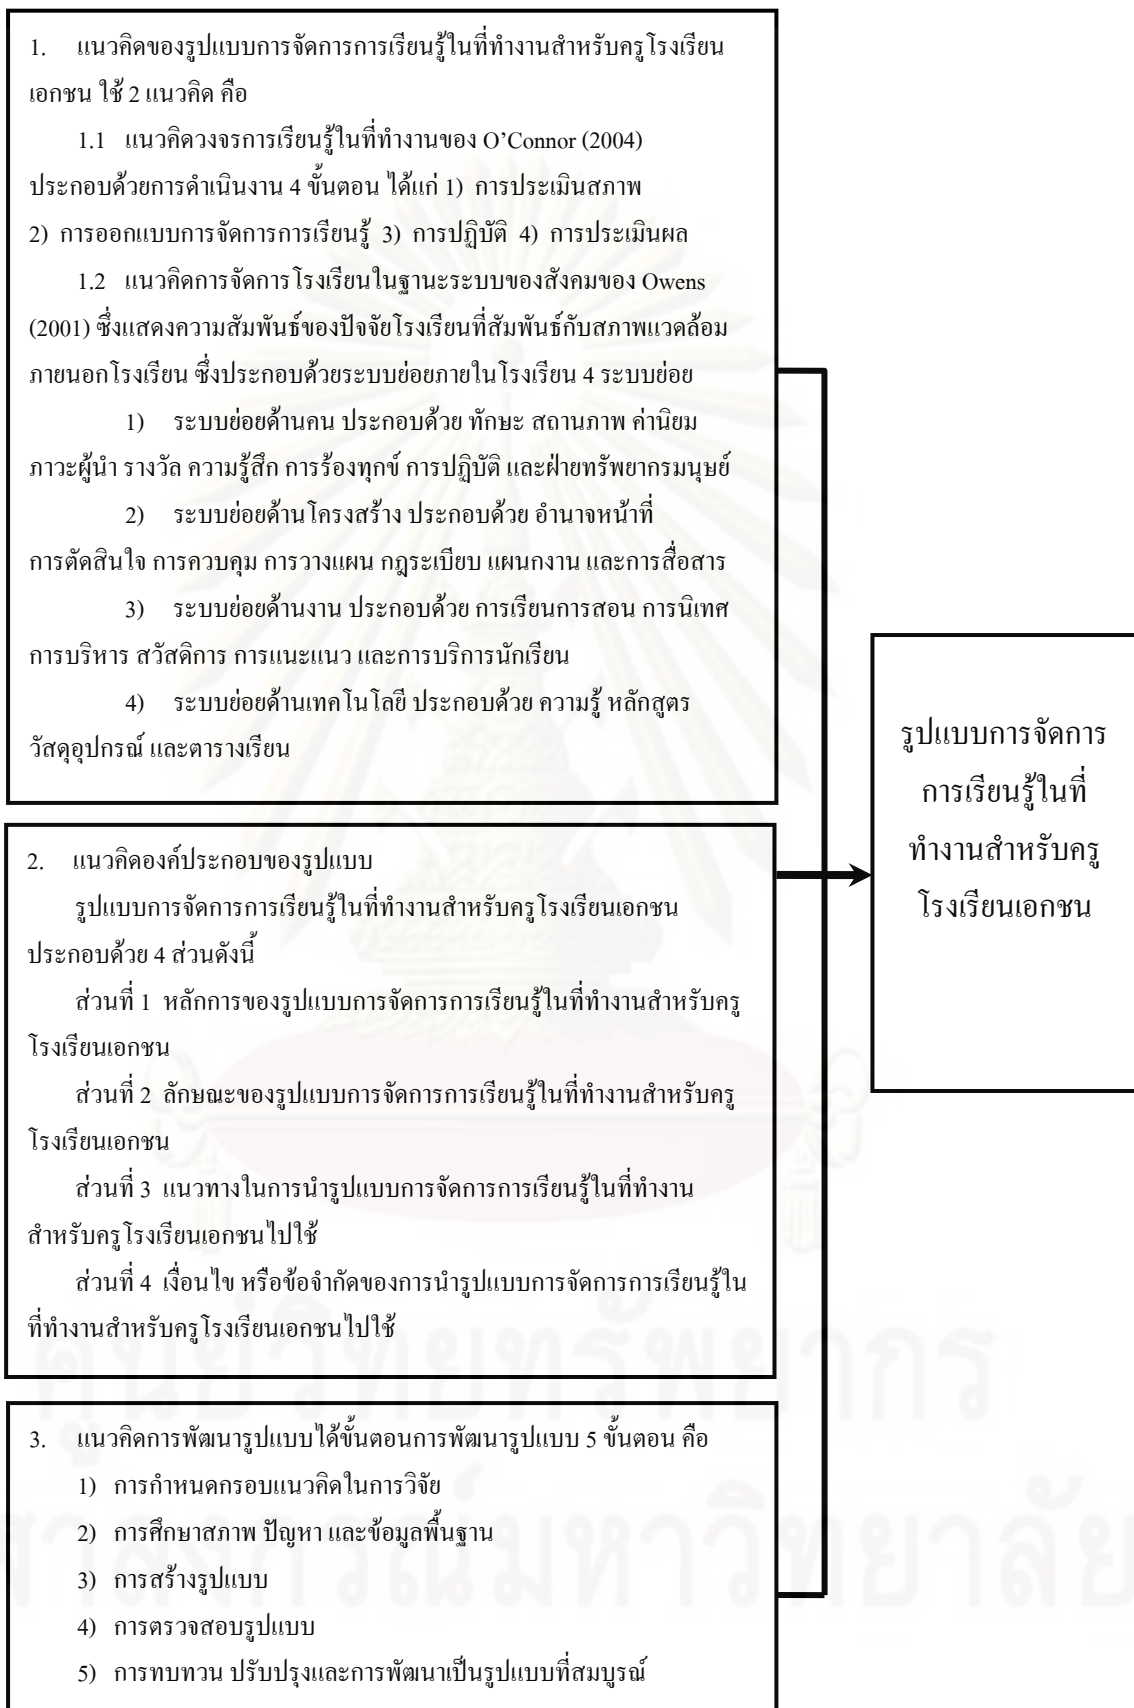 1. แนวคิดของรูปแบบการจัดการการเรียนรู้ในที่ทำงานสำหรับครูโรงเรียน
เอกชน ใช้ 2 แนวคิด คือ
1.1 แนวคิดวงจรการเรียนรู้ในที่ทำงานของ O’Connor (2004)
ประกอบด้วยการดำเนินงาน 4 ขั้นตอน ได้แก่ 1) การประเมินสภาพ
2) การออกแบบการจัดการการเรียนรู้ 3) การปฏิบัติ 4) การประเมินผล
1.2 แนวคิดการจัดการโรงเรียนในฐานะระบบของสังคมของ Owens
(2001) ซึ่งแสดงความสัมพันธ์ของปัจจัยโรงเรียนที่สัมพันธ์กับสภาพแวดล้อม
ภายนอกโรงเรียน ซึ่งประกอบด้วยระบบย่อยภายในโรงเรียน 4 ระบบย่อย
1) ระบบย่อยด้านคน ประกอบด้วย ทักษะ สถานภาพ ค่านิยม
ภาวะผู้นำ รางวัล ความรู้สึก การร้องทุกข์ การปฏิบัติ และฝ่ายทรัพยากรมนุษย์
2) ระบบย่อยด้านโครงสร้าง ประกอบด้วย อำนาจหน้าที่
การตัดสินใจ การควบคุม การวางแผน กฎระเบียบ แผนกงาน และการสื่อสาร
3) ระบบย่อยด้านงาน ประกอบด้วย การเรียนการสอน การนิเทศ
การบริหาร สวัสดิการ การแนะแนว และการบริการนักเรียน
4) ระบบย่อยด้านเทคโนโลยี ประกอบด้วย ความรู้ หลักสูตร
วัสดุอุปกรณ์ และตารางเรียน
2. แนวคิดองค์ประกอบของรูปแบบ
รูปแบบการจัดการการเรียนรู้ในที่ทำงานสำหรับครูโรงเรียนเอกชน
ประกอบด้วย 4 ส่วนดังนี้
ส่วนที่ 1 หลักการของรูปแบบการจัดการการเรียนรู้ในที่ทำงานสำหรับครู
โรงเรียนเอกชน
ส่วนที่ 2 ลักษณะของรูปแบบการจัดการการเรียนรู้ในที่ทำงานสำหรับครู
โรงเรียนเอกชน
ส่วนที่ 3 แนวทางในการนำรูปแบบการจัดการการเรียนรู้ในที่ทำงาน
สำหรับครูโรงเรียนเอกชนไปใช้
ส่วนที่ 4 เงื่อนไข หรือข้อจำกัดของการนำรูปแบบการจัดการการเรียนรู้ใน
ที่ทำงานสำหรับครูโรงเรียนเอกชนไปใช้
3. แนวคิดการพัฒนารูปแบบได้ขั้นตอนการพัฒนารูปแบบ 5 ขั้นตอน คือ
1) การกำหนดกรอบแนวคิดในการวิจัย
2) การศึกษาสภาพ ปัญหา และข้อมูลพื้นฐาน
3) การสร้างรูปแบบ
4) การตรวจสอบรูปแบบ
5) การทบทวน ปรับปรุงและการพัฒนาเป็นรูปแบบที่สมบูรณ์
รูปแบบการจัดการ
การเรียนรู้ในที่
ทำงานสำหรับครู
โรงเรียนเอกชน
ศูนย์วิทยทรัพยากร
ฬาลงกรณ์มหาวิทยาลัย